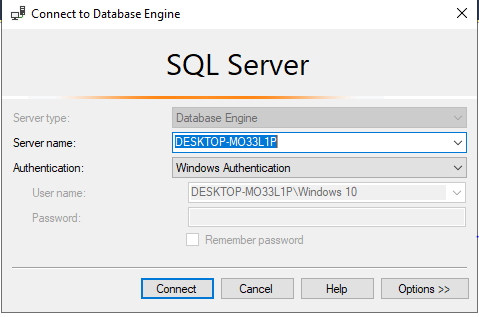 Connect to Database Engine
SQL Server
Server type: Database Engine
Server name: DESKTOP-MO33L1P
Authentication: Windows Authentication
User name: DESKTOP-MO33L1P\Windows 10
Password:
Remember password
Connect Cancel Help Options >>